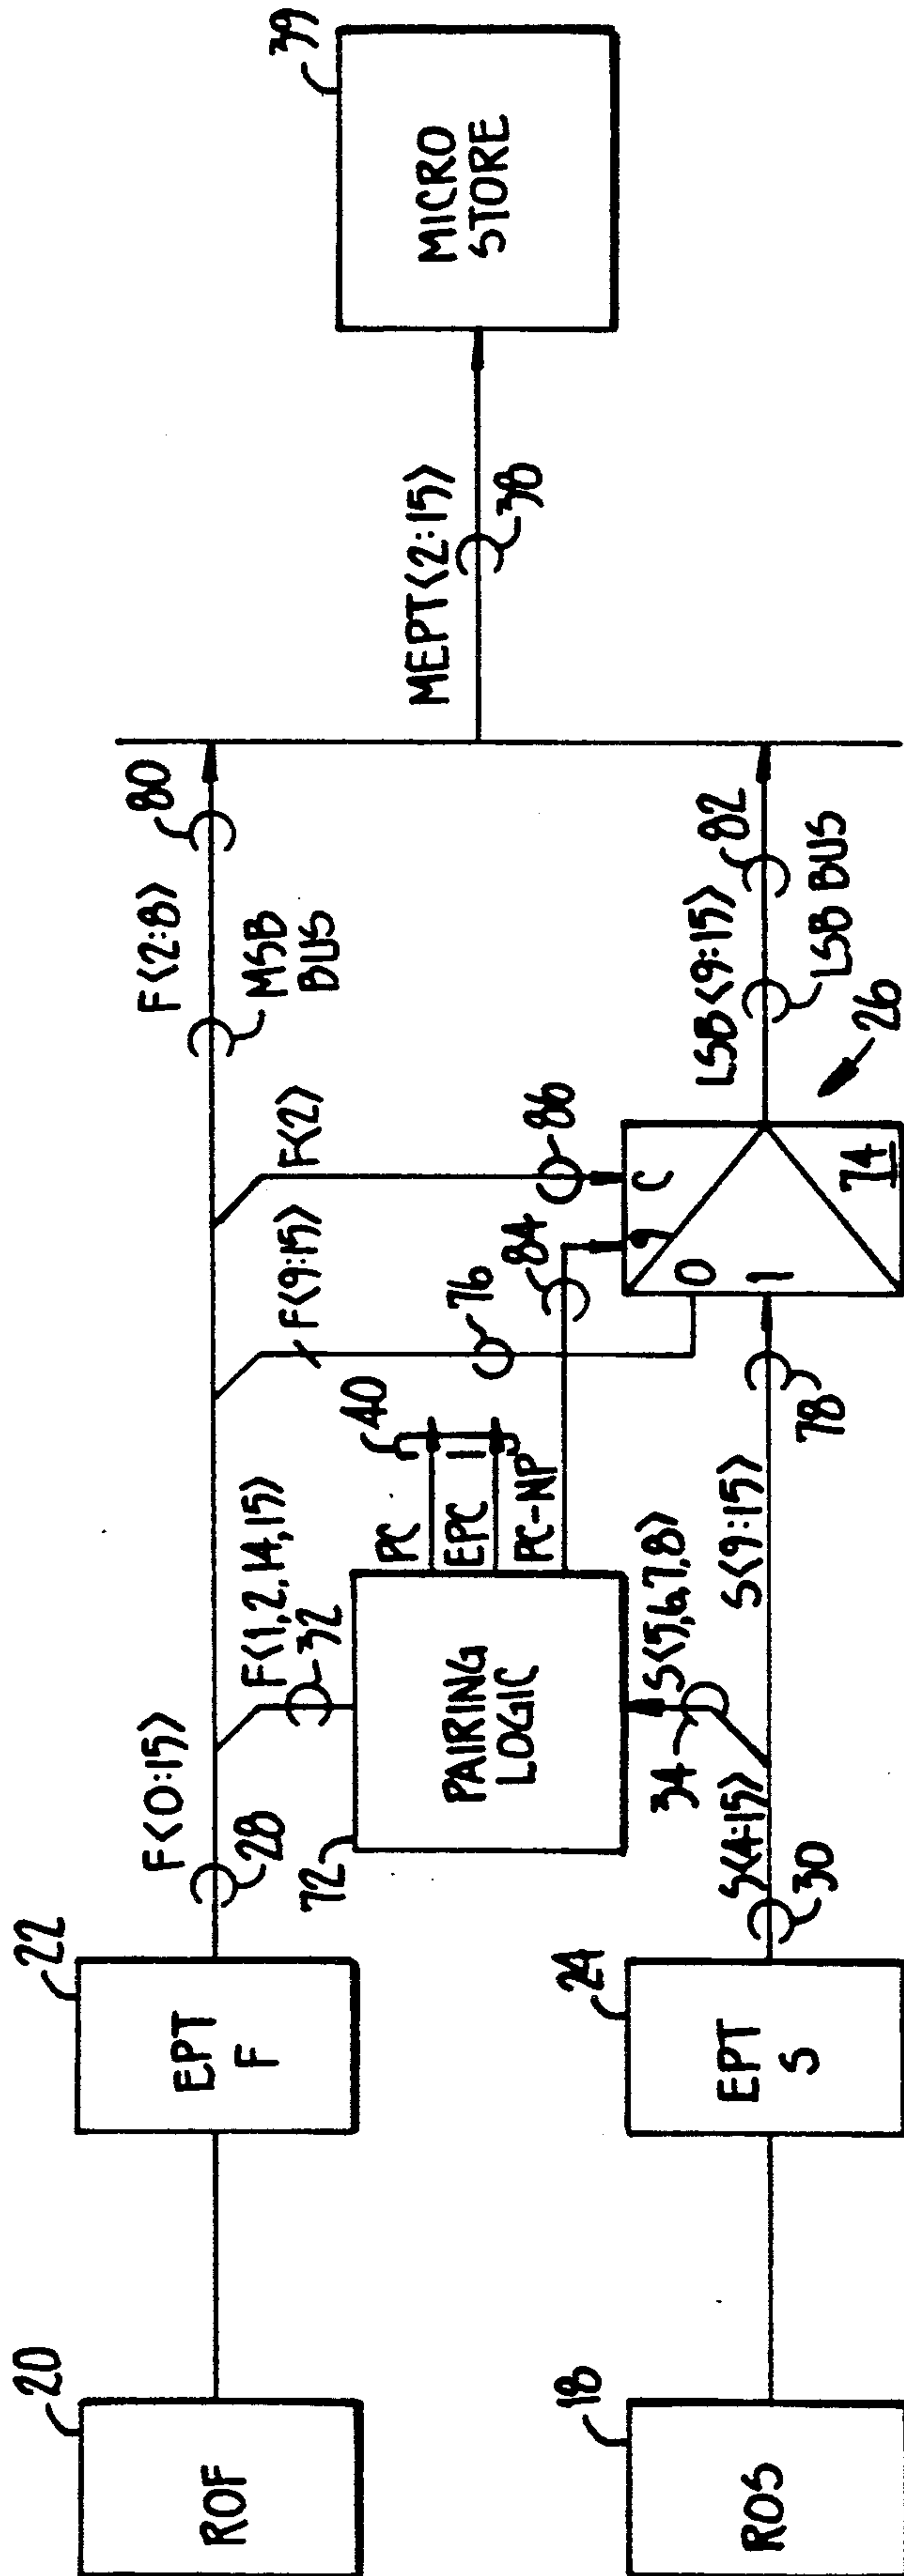 20
ROF
22
EPT
F
F<0:15>
28
F<1,2,14,15>
32
72
PAIRING
LOGIC
PC
EPC
PC-NP
40
F<9:15>
76
F<2>
86
84
F<2:8>
80
MSB
BUS
18
ROS
24
EPT
S
S<4:15>
30
34
S<5,6,7,8>
S<9:15>
78
0
1
C
74
26
LSB<9:15>
82
LSB BUS
MEPT<2:15>
38
39
MICRO
STORE